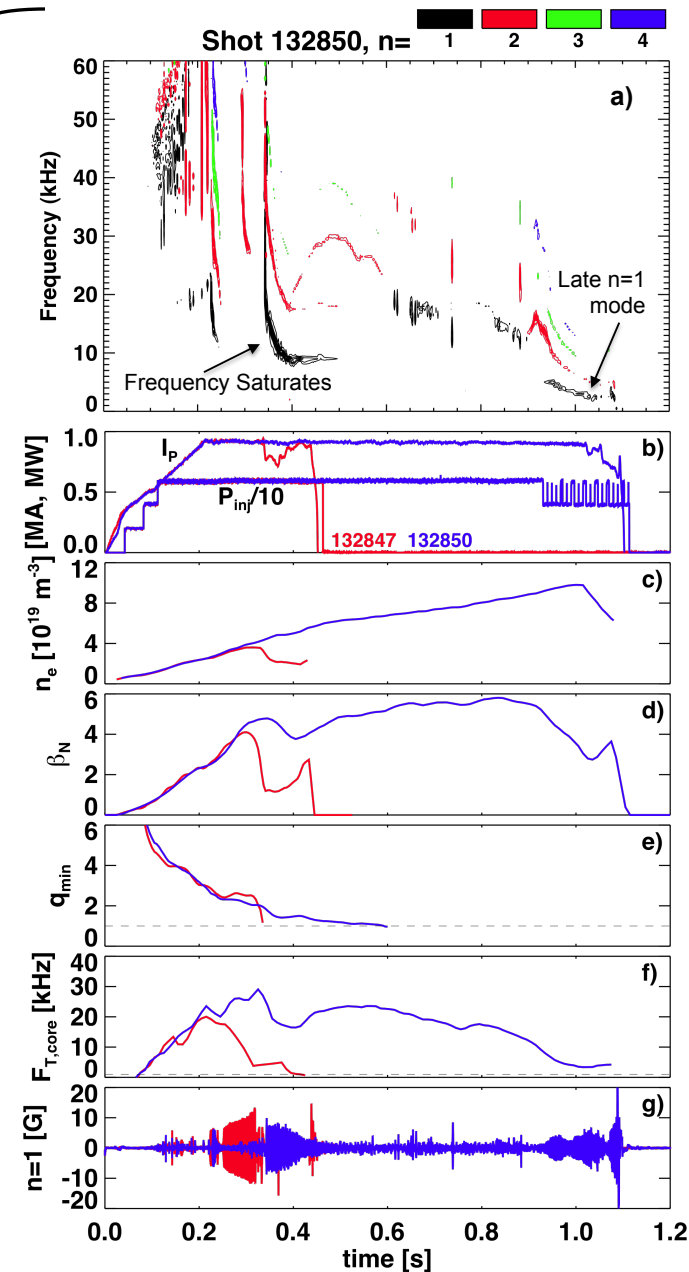 Shot 132850, n= 1 2 3 4
a)
Frequency (kHz)
60
50
40
30
20
10
0
Late n=1
mode
Frequency Saturates
b)
[MA, MW]
1.0
0.5
0.0
I_P
P_inj/10
132847 132850
c)
n_e [10^19 m^-3]
12
8
4
0
d)
β_N
6
4
2
0
e)
q_min
6
4
2
0
f)
F_T,core [kHz]
40
30
20
10
0
g)
n=1 [G]
20
10
0
-10
-20
0.0 0.2 0.4 0.6 0.8 1.0 1.2
time [s]